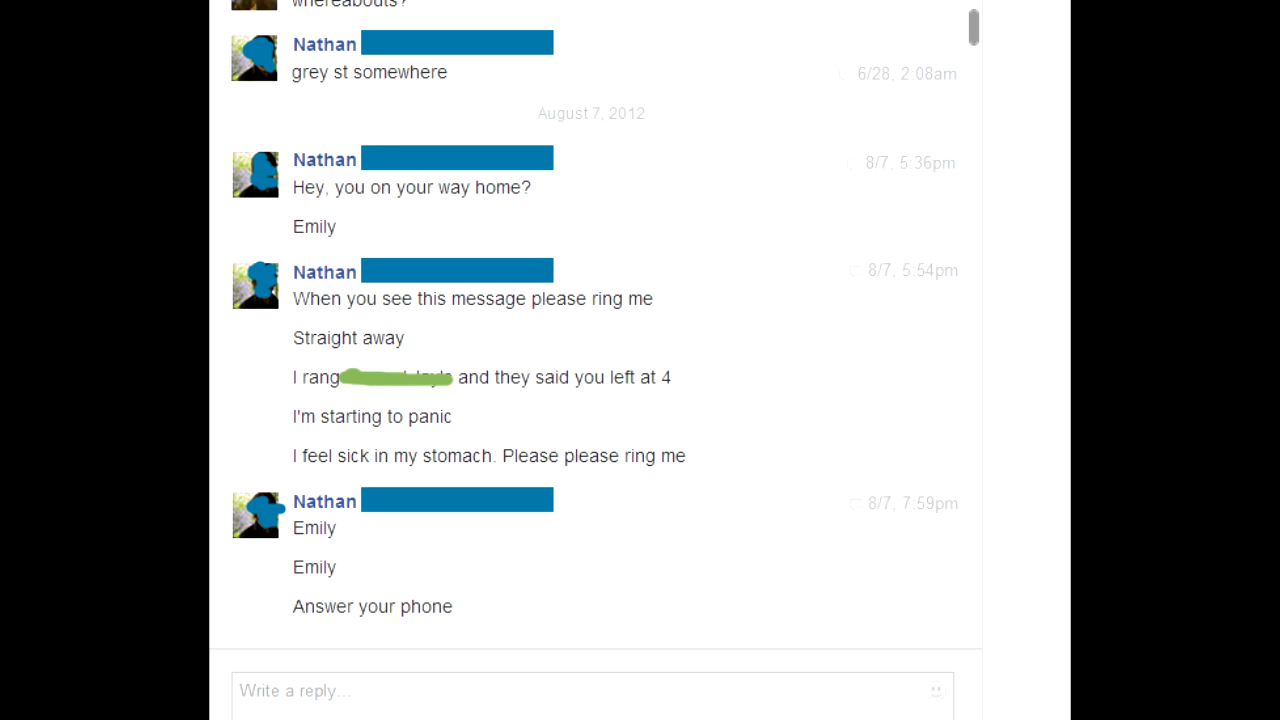 whereabouts?
Nathan
grey st somewhere
6/28, 2:08am
August 7, 2012
Nathan
8/7, 5:36pm
Hey, you on your way home?
Emily
Nathan
8/7, 5:54pm
When you see this message please ring me
Straight away
I rang and they said you left at 4
I'm starting to panic
I feel sick in my stomach. Please please ring me
Nathan
8/7, 7:59pm
Emily
Emily
Answer your phone
Write a reply...